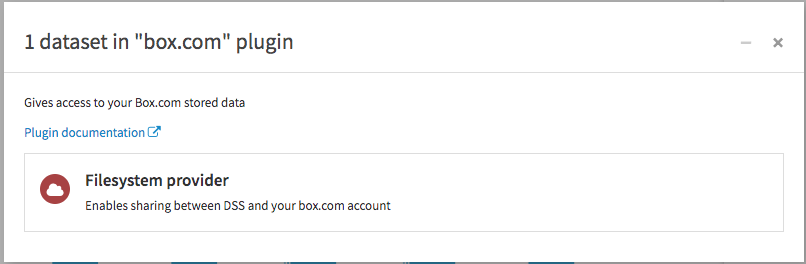 1 dataset in "box.com" plugin
Gives access to your Box.com stored data
Plugin documentation
Filesystem provider
Enables sharing between DSS and your box.com account